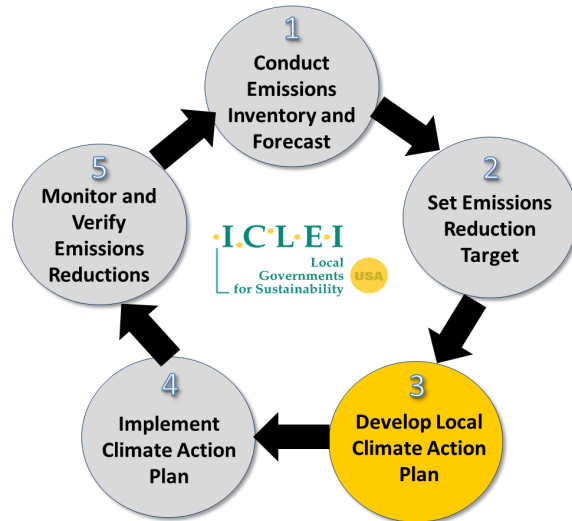 1
Conduct
Emissions
Inventory and
Forecast
2
Set Emissions
Reduction
Target
3
Develop Local
Climate Action
Plan
4
Implement
Climate Action
Plan
5
Monitor and
Verify
Emissions
Reductions
·I.C·L·E·I
Local
Governments
for Sustainability
USA